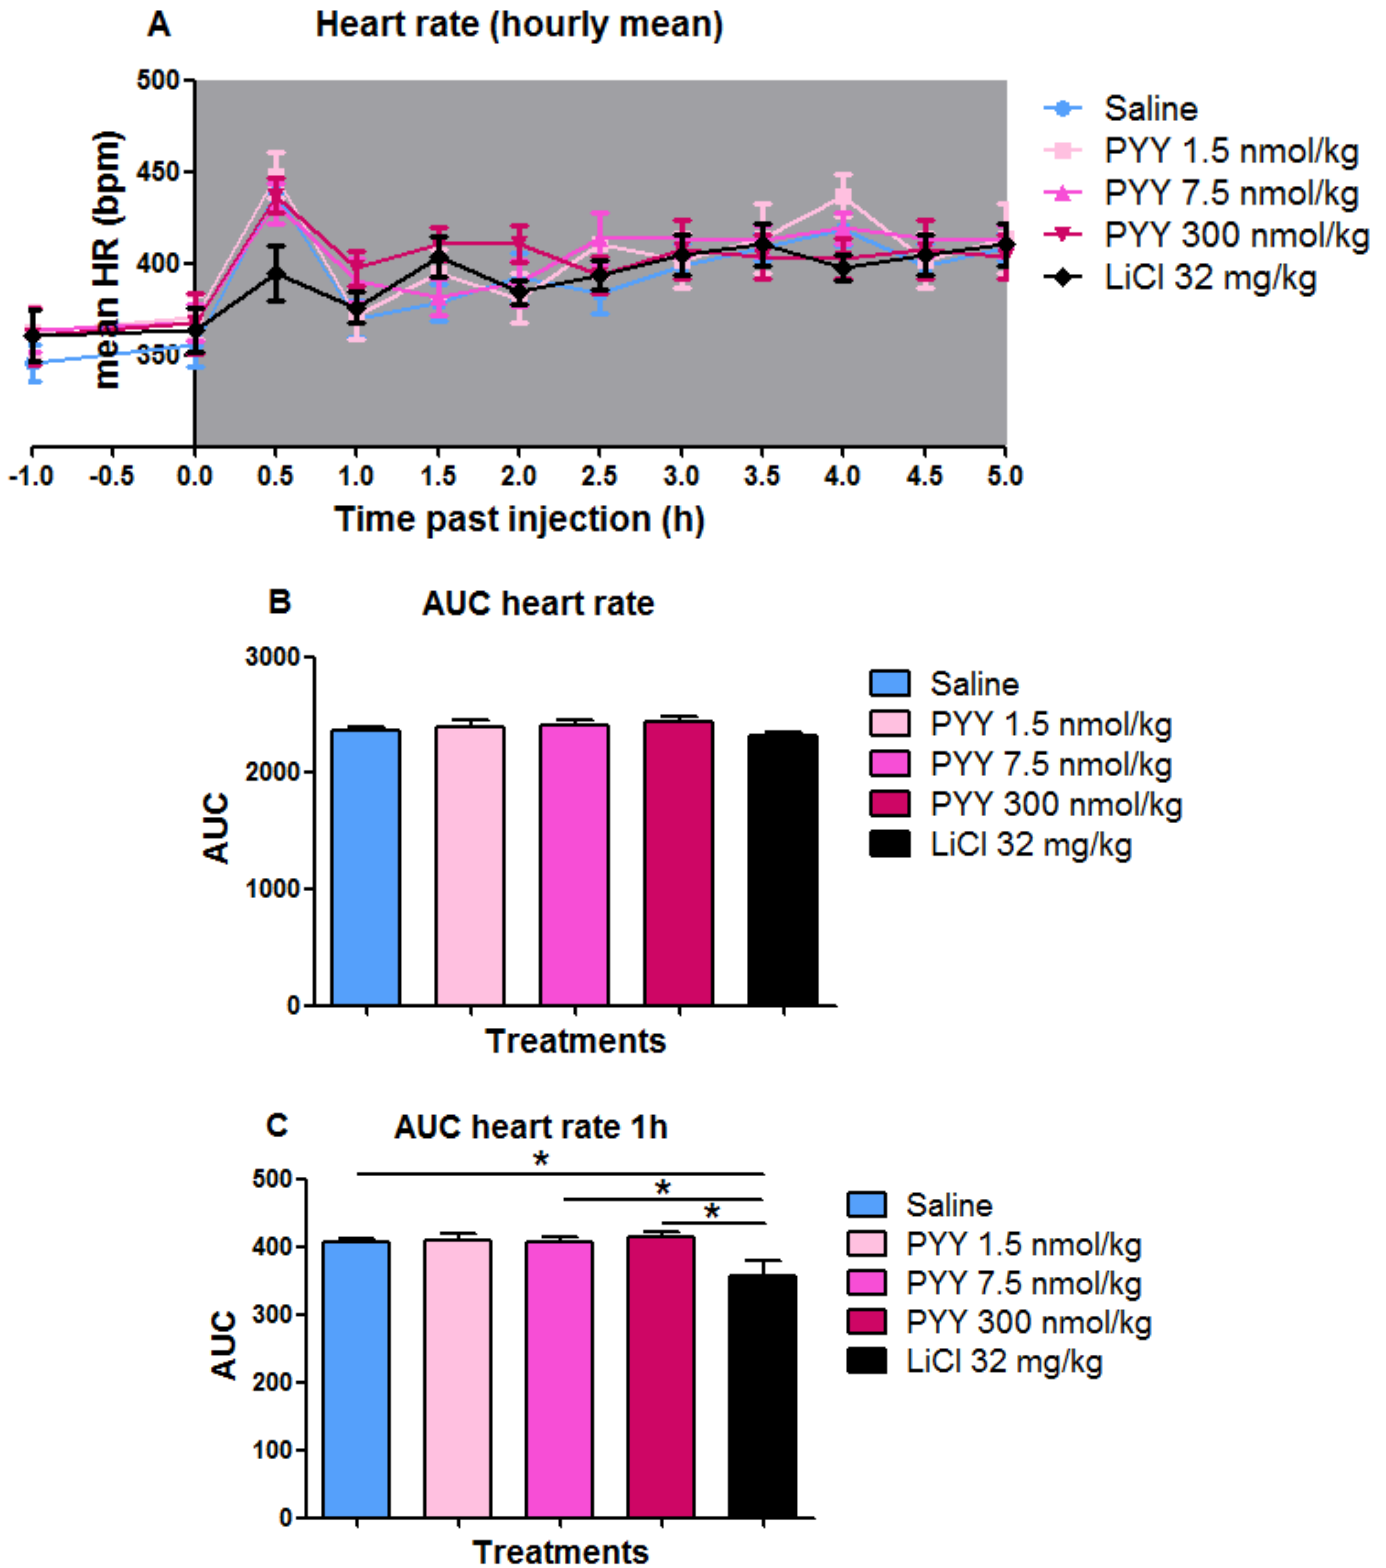 A Heart rate (hourly mean)
500
450
400
350
mean HR (bpm)
-1.0 -0.5 0.0 0.5 1.0 1.5 2.0 2.5 3.0 3.5 4.0 4.5 5.0
Time past injection (h)
Saline
PYY 1.5 nmol/kg
PYY 7.5 nmol/kg
PYY 300 nmol/kg
LiCl 32 mg/kg
B AUC heart rate
3000
2000
1000
0
AUC
Treatments
Saline
PYY 1.5 nmol/kg
PYY 7.5 nmol/kg
PYY 300 nmol/kg
LiCl 32 mg/kg
C AUC heart rate 1h
*
*
*
500
400
300
200
100
0
AUC
Treatments
Saline
PYY 1.5 nmol/kg
PYY 7.5 nmol/kg
PYY 300 nmol/kg
LiCl 32 mg/kg